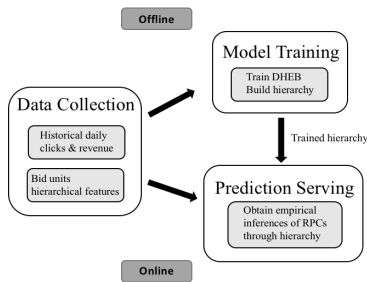 Offline
Model Training
Train DHEB
Build hierarchy
Data Collection
Historical daily
clicks & revenue
Bid units
hierarchical features
Trained hierarchy
Prediction Serving
Obtain empirical
inferences of RPCs
through hierarchy
Online